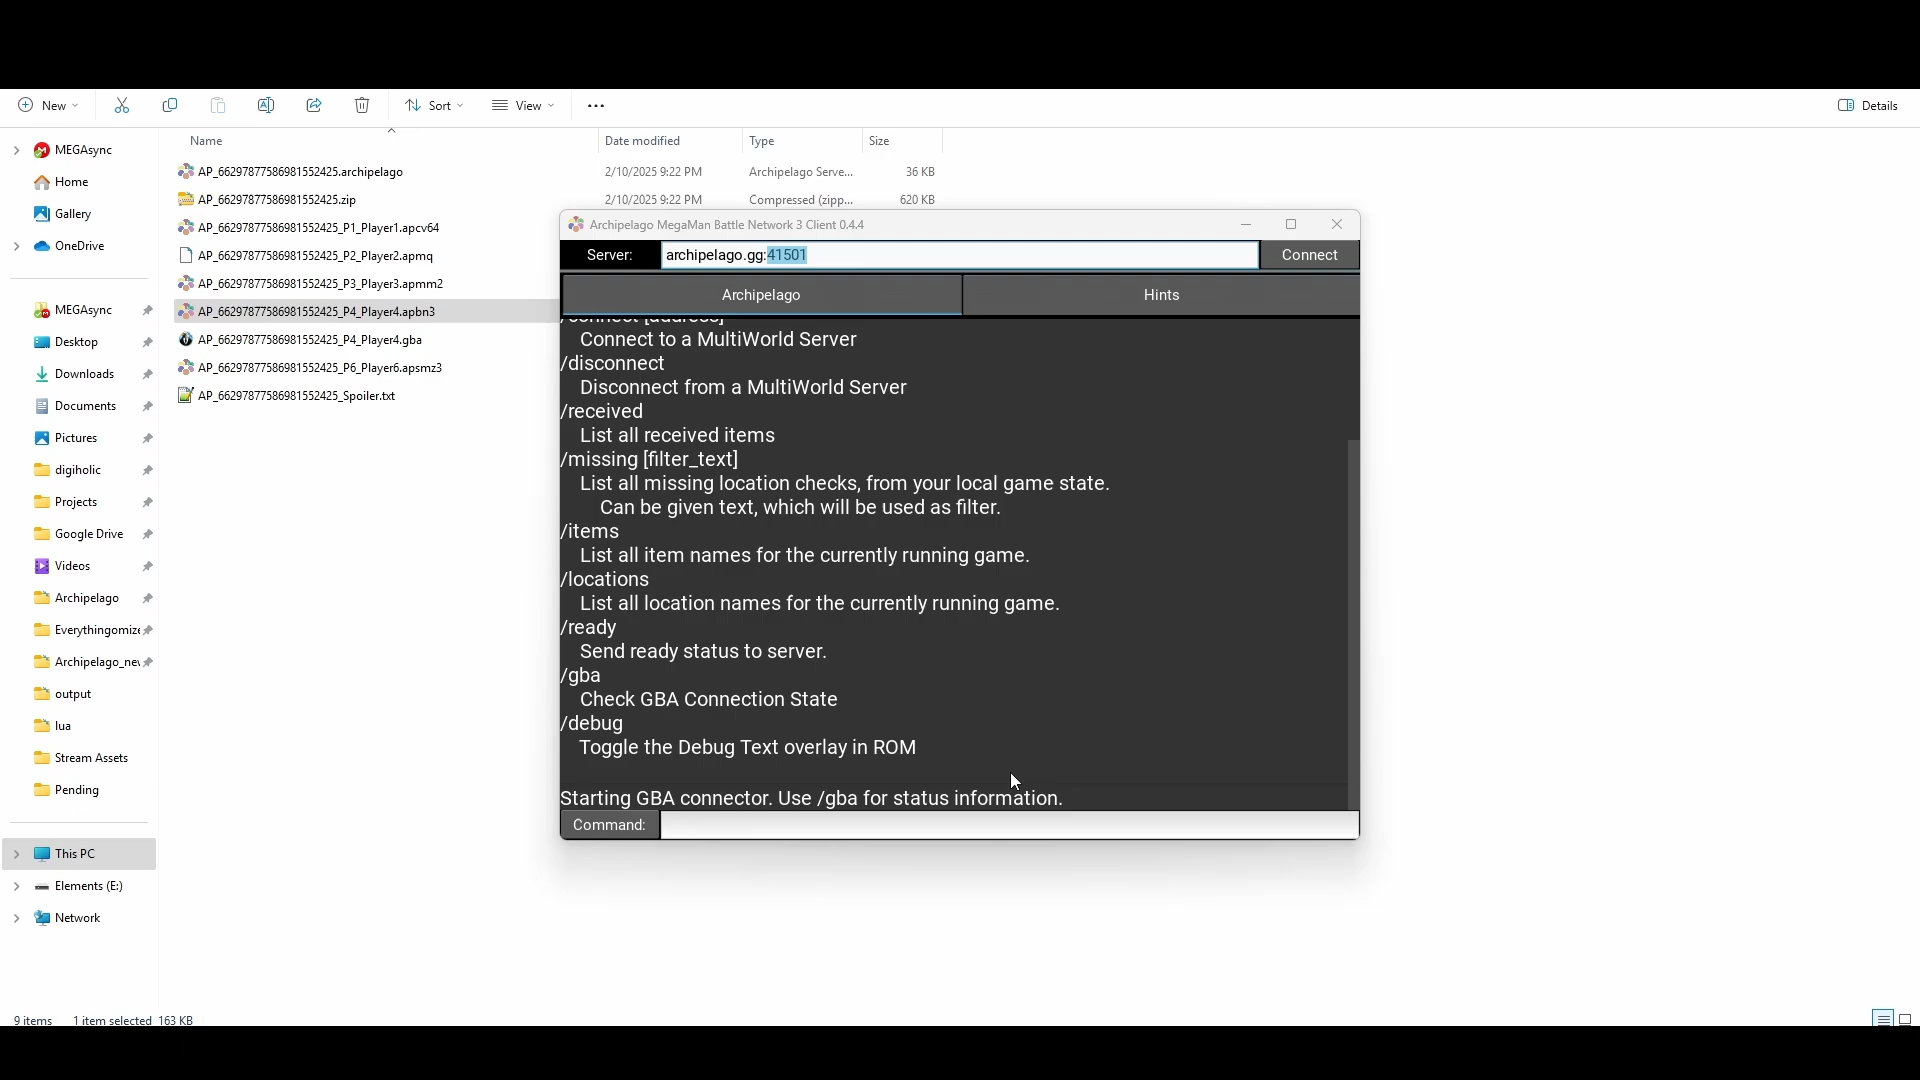 New
Sort
View
Details
Name
Date modified
Type
Size
AP_66297877586981552425.archipelago
2/10/2025 9:22 PM
Archipelago Serve...
36 KB
AP_66297877586981552425.zip
2/10/2025 9:22 PM
Compressed (zipp...
620 KB
AP_66297877586981552425_P1_Player1.apcv64
AP_66297877586981552425_P2_Player2.apmq
AP_66297877586981552425_P3_Player3.apmm2
AP_66297877586981552425_P4_Player4.apbn3
AP_66297877586981552425_P4_Player4.gba
AP_66297877586981552425_P6_Player6.apsmz3
AP_66297877586981552425_Spoiler.txt
MEGAsync
Home
Gallery
OneDrive
MEGAsync
Desktop
Downloads
Documents
Pictures
digiholic
Projects
Google Drive
Videos
Archipelago
Everythingomize
Archipelago_nev
output
lua
Stream Assets
Pending
This PC
Elements (E:)
Network
9 items
1 item selected 163 KB
Archipelago MegaMan Battle Network 3 Client 0.4.4
Server:
archipelago.gg:41501
Connect
Archipelago
Hints
/connect [address]
Connect to a MultiWorld Server
/disconnect
Disconnect from a MultiWorld Server
/received
List all received items
/missing [filter_text]
List all missing location checks, from your local game state.
Can be given text, which will be used as filter.
/items
List all item names for the currently running game.
/locations
List all location names for the currently running game.
/ready
Send ready status to server.
/gba
Check GBA Connection State
/debug
Toggle the Debug Text overlay in ROM
Starting GBA connector. Use /gba for status information.
Command: